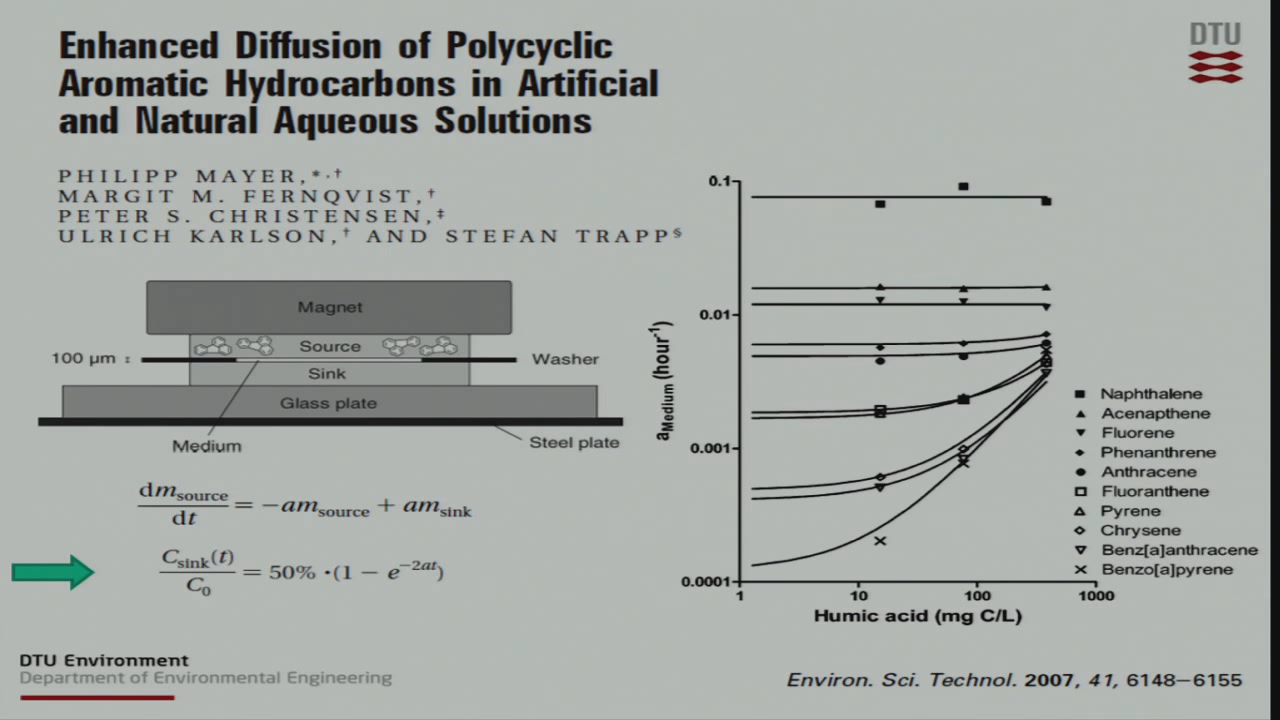 Enhanced Diffusion of Polycyclic
Aromatic Hydrocarbons in Artificial
and Natural Aqueous Solutions
DTU
PHILIPP MAYER,*,†
MARGIT M. FERNQVIST,†
PETER S. CHRISTENSEN,‡
ULRICH KARLSON,† AND STEFAN TRAPP§
Magnet
Source
100 µm
Washer
Sink
Glass plate
Medium
Steel plate
dm_source/dt = −am_source + am_sink
C_sink(t)/C_0 = 50% ·(1 − e^−2at)
0.1
0.01
0.001
0.0001
a_Medium (hour^-1)
1 10 100 1000
Humic acid (mg C/L)
Naphthalene
Acenapthene
Fluorene
Phenanthrene
Anthracene
Fluoranthene
Pyrene
Chrysene
Benz[a]anthracene
Benzo[a]pyrene
DTU Environment
Department of Environmental Engineering
Environ. Sci. Technol. 2007, 41, 6148−6155